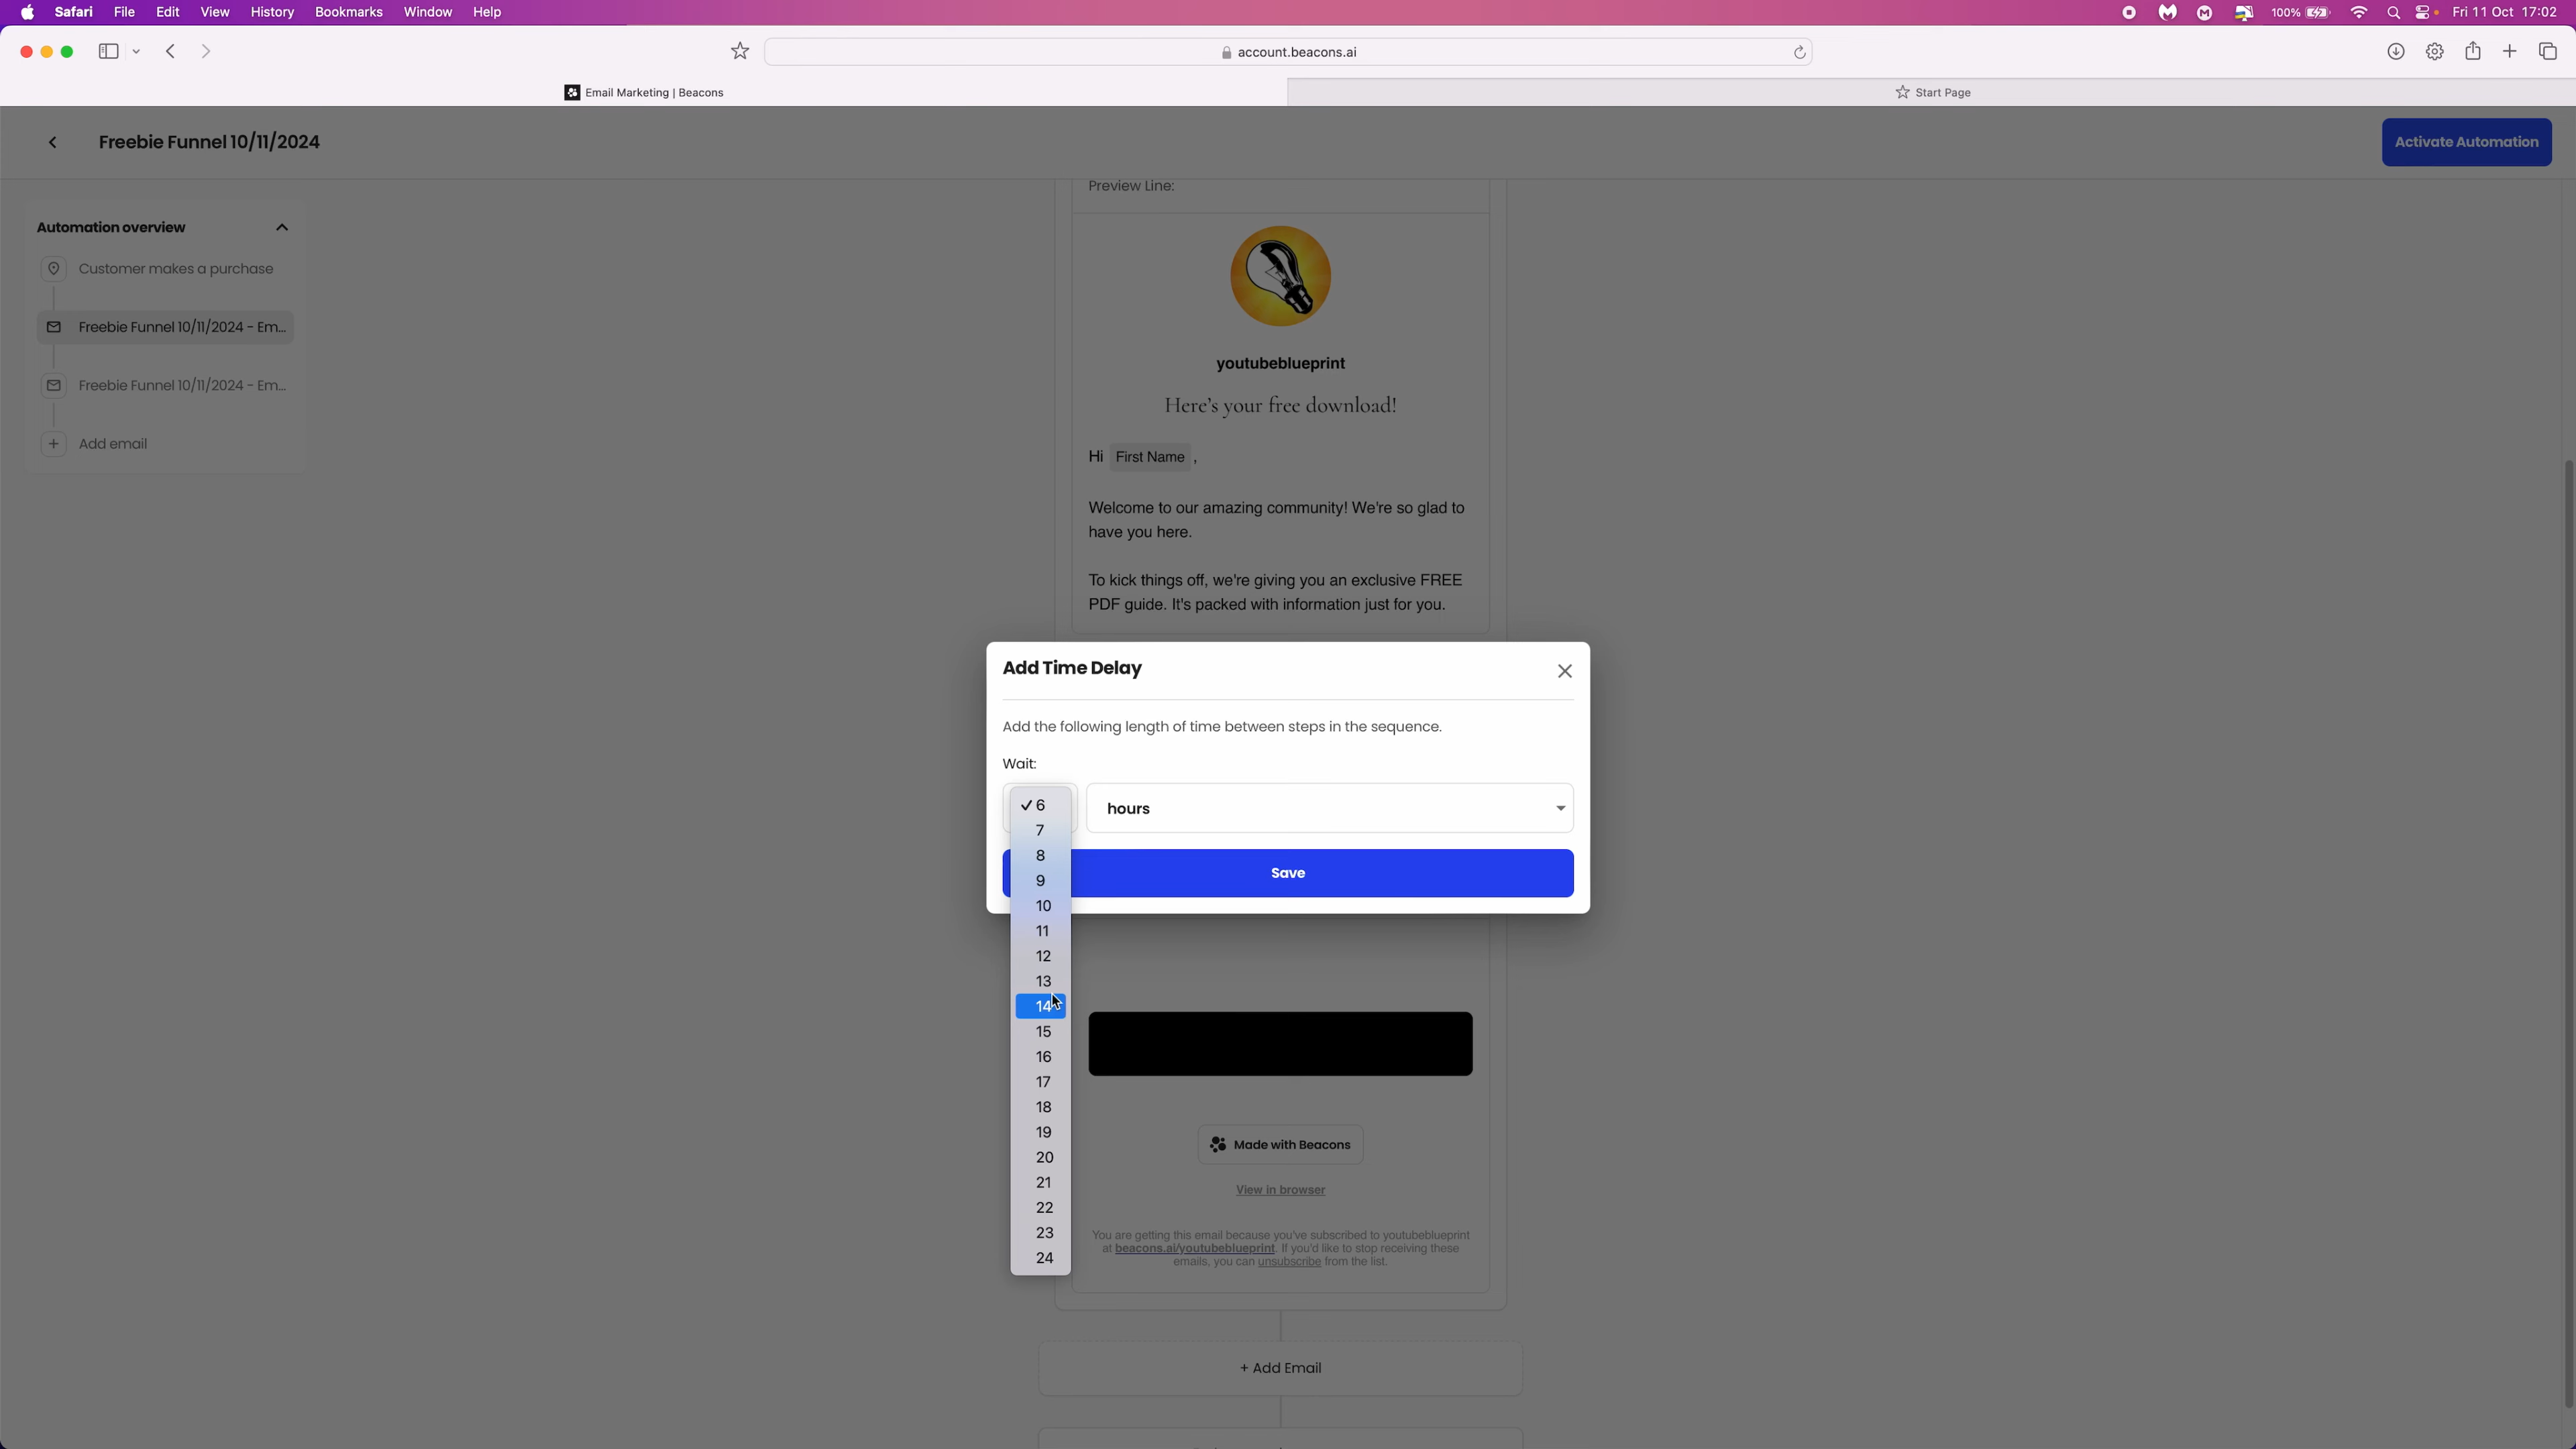 Safari File Edit View History Bookmarks Window Help
100% Fri 11 Oct 17:02
account.beacons.ai
Email Marketing | Beacons
Start Page
Freebie Funnel 10/11/2024
Activate Automation
Automation overview
Customer makes a purchase
Freebie Funnel 10/11/2024 - Em...
Freebie Funnel 10/11/2024 - Em...
+ Add email
Preview Line:
youtubeblueprint
Here's your free download!
Hi First Name ,
Welcome to our amazing community! We're so glad to
have you here.
To kick things off, we're giving you an exclusive FREE
PDF guide. It's packed with information just for you.
Add Time Delay
Add the following length of time between steps in the sequence.
Wait:
hours
✓ 6
7
8
9
10
11
12
13
14
15
16
17
18
19
20
21
22
23
24
Save
Made with Beacons
View in browser
You are getting this email because you've subscribed to youtubeblueprint
at beacons.ai/youtubeblueprint. If you'd like to stop receiving these
emails, you can unsubscribe from the list.
+ Add Email